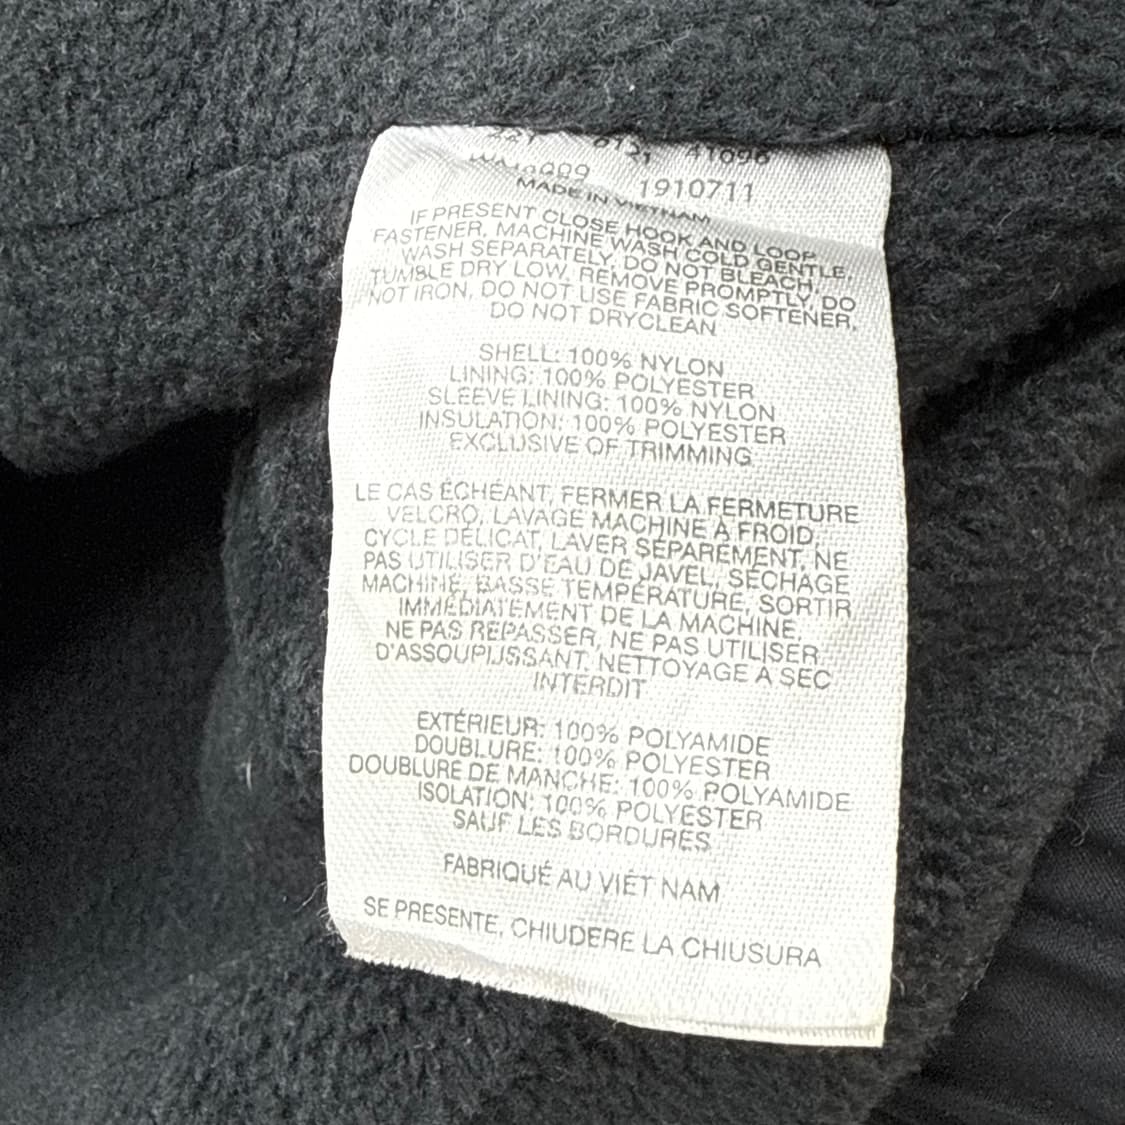 41096
1910711
MADE IN VIETNAM
IF PRESENT CLOSE HOOK AND LOOP
FASTENER, MACHINE WASH COLD GENTLE,
WASH SEPARATELY, DO NOT BLEACH,
TUMBLE DRY LOW, REMOVE PROMPTLY, DO
NOT IRON, DO NOT USE FABRIC SOFTENER,
DO NOT DRYCLEAN
SHELL: 100% NYLON
LINING: 100% POLYESTER
SLEEVE LINING: 100% NYLON
INSULATION: 100% POLYESTER
EXCLUSIVE OF TRIMMING
LE CAS ÉCHÉANT, FERMER LA FERMETURE
VELCRO, LAVAGE MACHINE À FROID
CYCLE DÉLICAT, LAVER SÉPARÉMENT, NE
PAS UTILISER D'EAU DE JAVEL, SÉCHAGE
MACHINE, BASSE TEMPÉRATURE, SORTIR
IMMÉDIATEMENT DE LA MACHINE,
NE PAS REPASSER, NE PAS UTILISER
D'ASSOUPLISSANT, NETTOYAGE À SEC
INTERDIT
EXTÉRIEUR: 100% POLYAMIDE
DOUBLURE: 100% POLYESTER
DOUBLURE DE MANCHE: 100% POLYAMIDE
ISOLATION: 100% POLYESTER
SAUF LES BORDURES
FABRIQUÉ AU VIÊT NAM
SE PRESENTE, CHIUDERE LA CHIUSURA